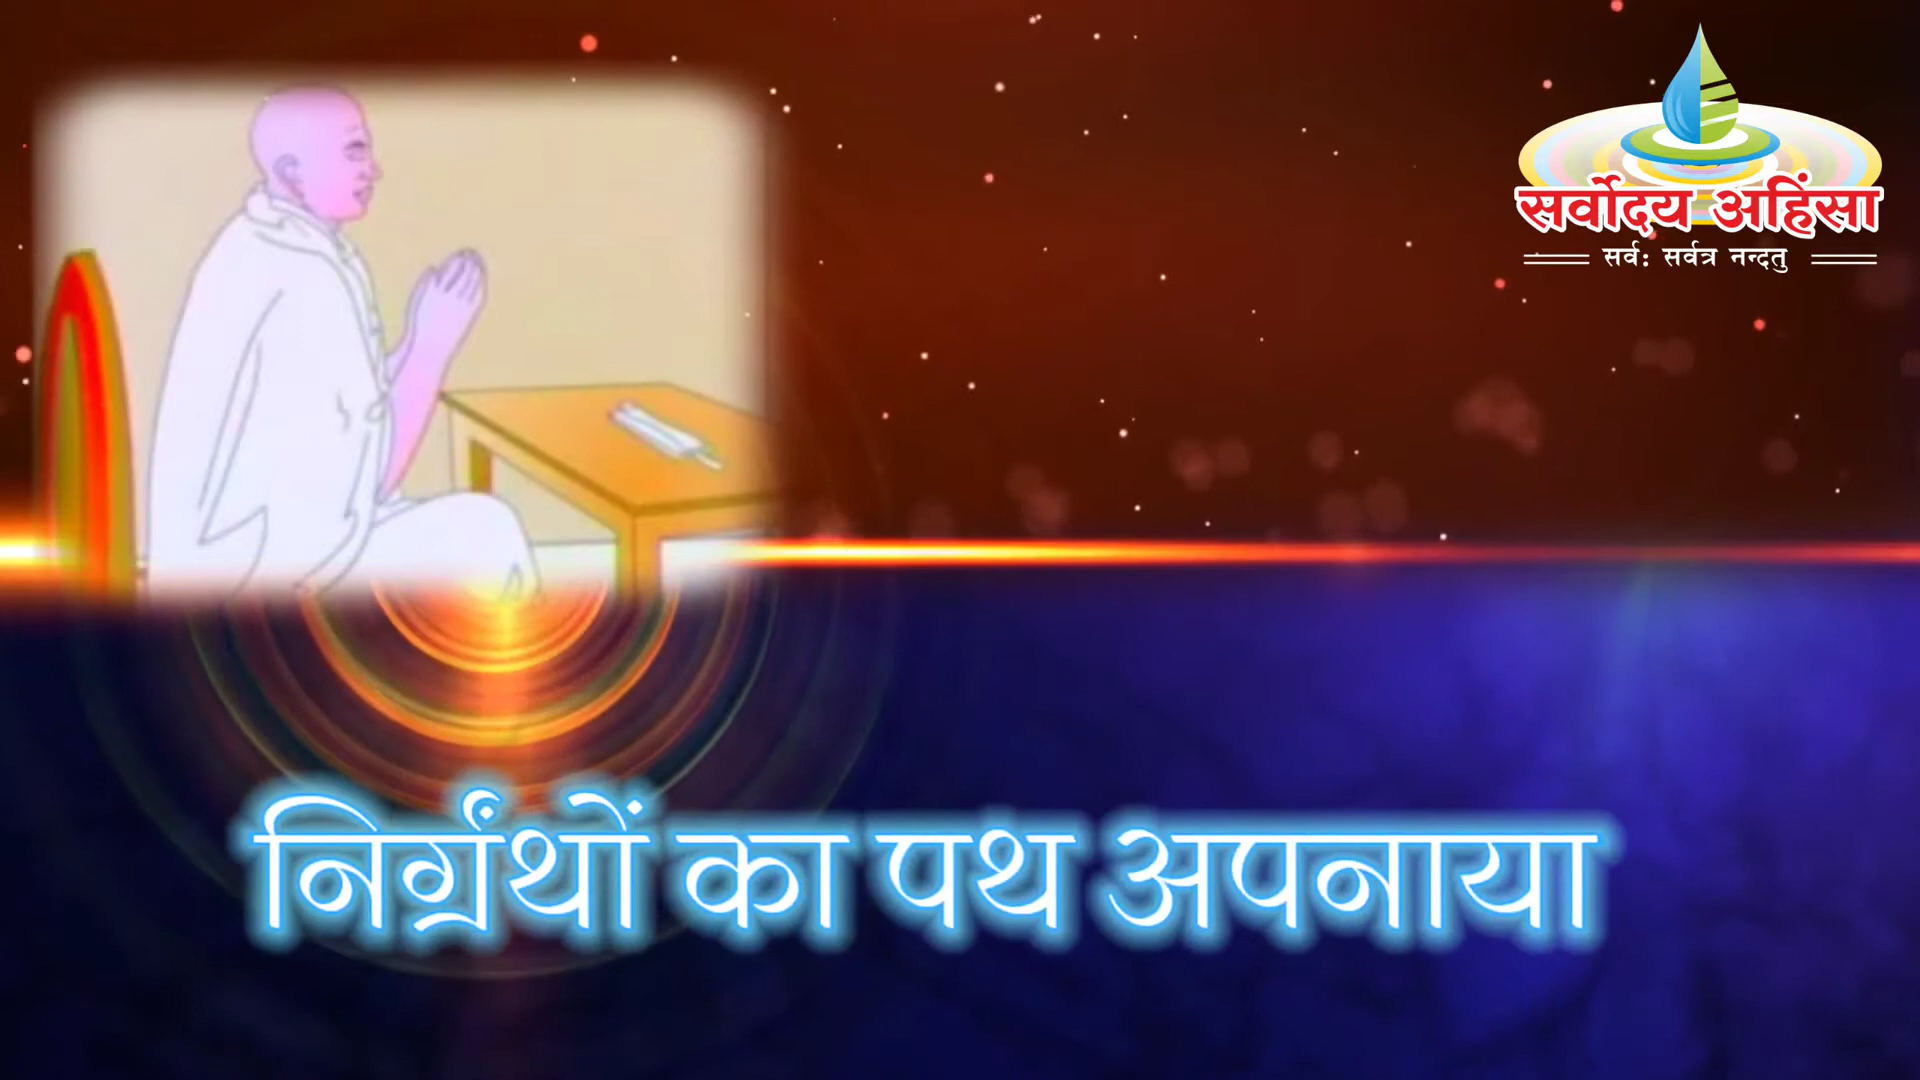 सर्वोदय अहिंसा
सर्वः सर्वत्र नन्दतु
निर्ग्रंथों का पथ अपनाया